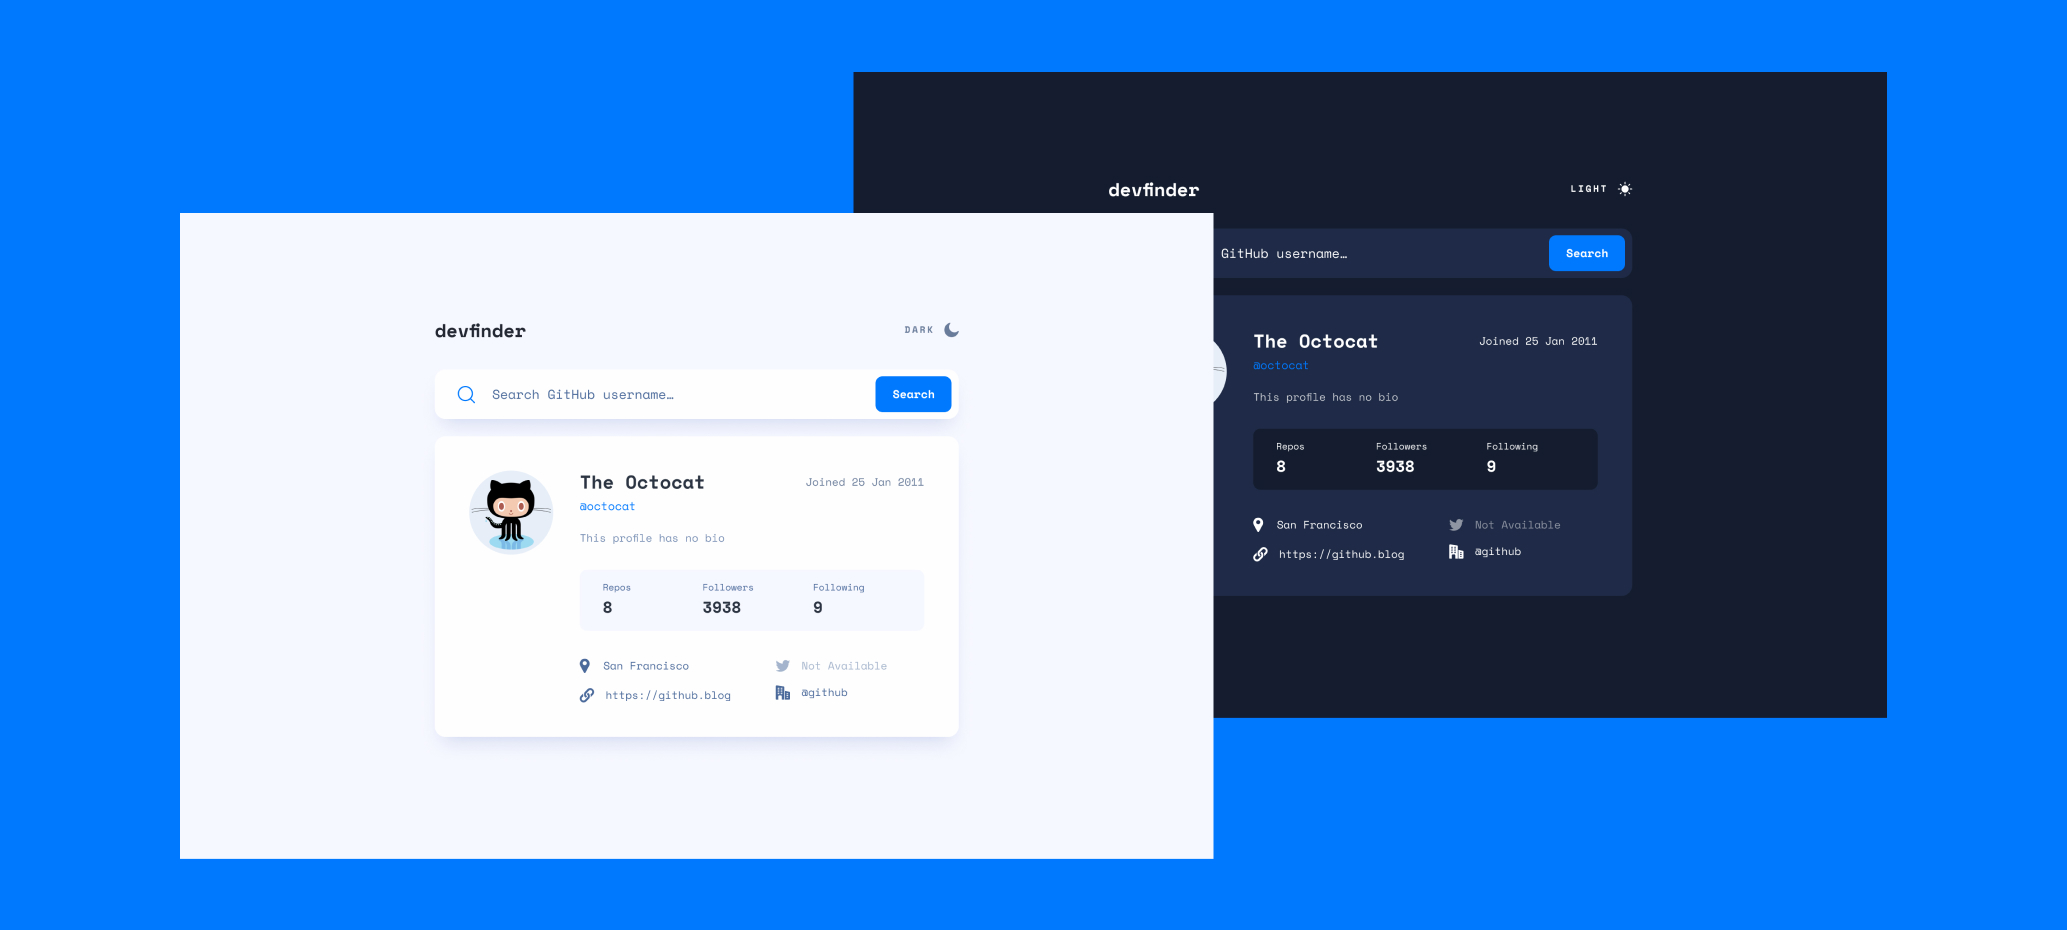 devfinder
LIGHT
GitHub username…
Search
The Octocat
Joined 25 Jan 2011
@octocat
This profile has no bio
Repos Followers Following
8 3938 9
San Francisco Not Available
https://github.blog @github
devfinder
DARK
Search GitHub username…
Search
The Octocat
Joined 25 Jan 2011
@octocat
This profile has no bio
Repos Followers Following
8 3938 9
San Francisco Not Available
https://github.blog @github